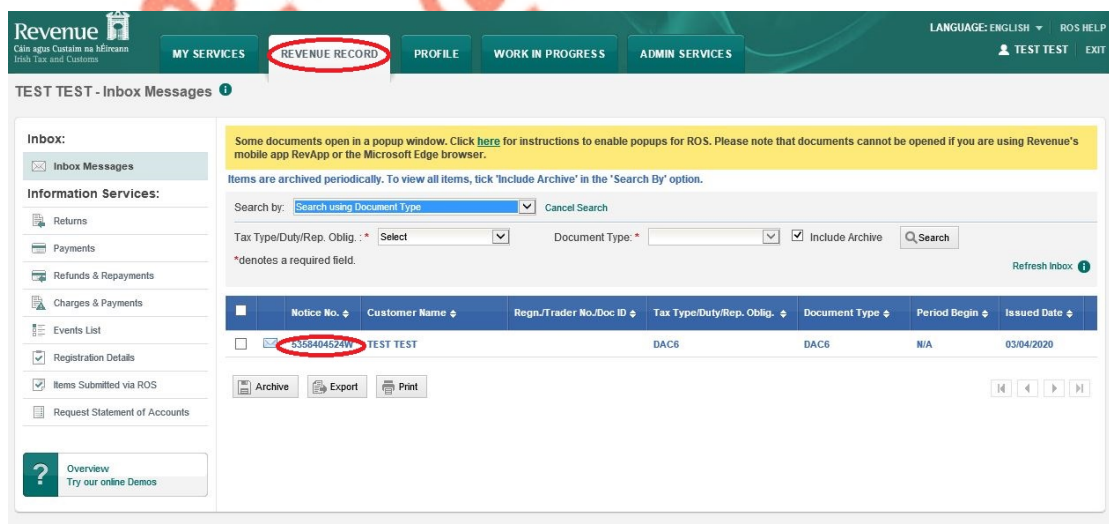 Revenue
Cáin agus Custaim na hÉireann
Irish Tax and Customs
MY SERVICES
REVENUE RECORD
PROFILE
WORK IN PROGRESS
ADMIN SERVICES
LANGUAGE: ENGLISH
ROS HELP
TEST TEST
EXIT
TEST TEST - Inbox Messages
Inbox:
Inbox Messages
Information Services:
Returns
Payments
Refunds & Repayments
Charges & Payments
Events List
Registration Details
Items Submitted via ROS
Request Statement of Accounts
?
Overview
Try our online Demos
Some documents open in a popup window. Click here for instructions to enable popups for ROS. Please note that documents cannot be opened if you are using Revenue's
mobile app RevApp or the Microsoft Edge browser.
Items are archived periodically. To view all items, tick 'Include Archive' in the 'Search By' option.
Search by: Search using Document Type Cancel Search
Tax Type/Duty/Rep. Oblig. : * Select Document Type: * Include Archive Search
*denotes a required field.
Refresh Inbox
Notice No. Customer Name Regn./Trader No./Doc ID Tax Type/Duty/Rep. Oblig. Document Type Period Begin Issued Date
5358404524W TEST TEST DAC6 DAC6 N/A 03/04/2020
Archive Export Print